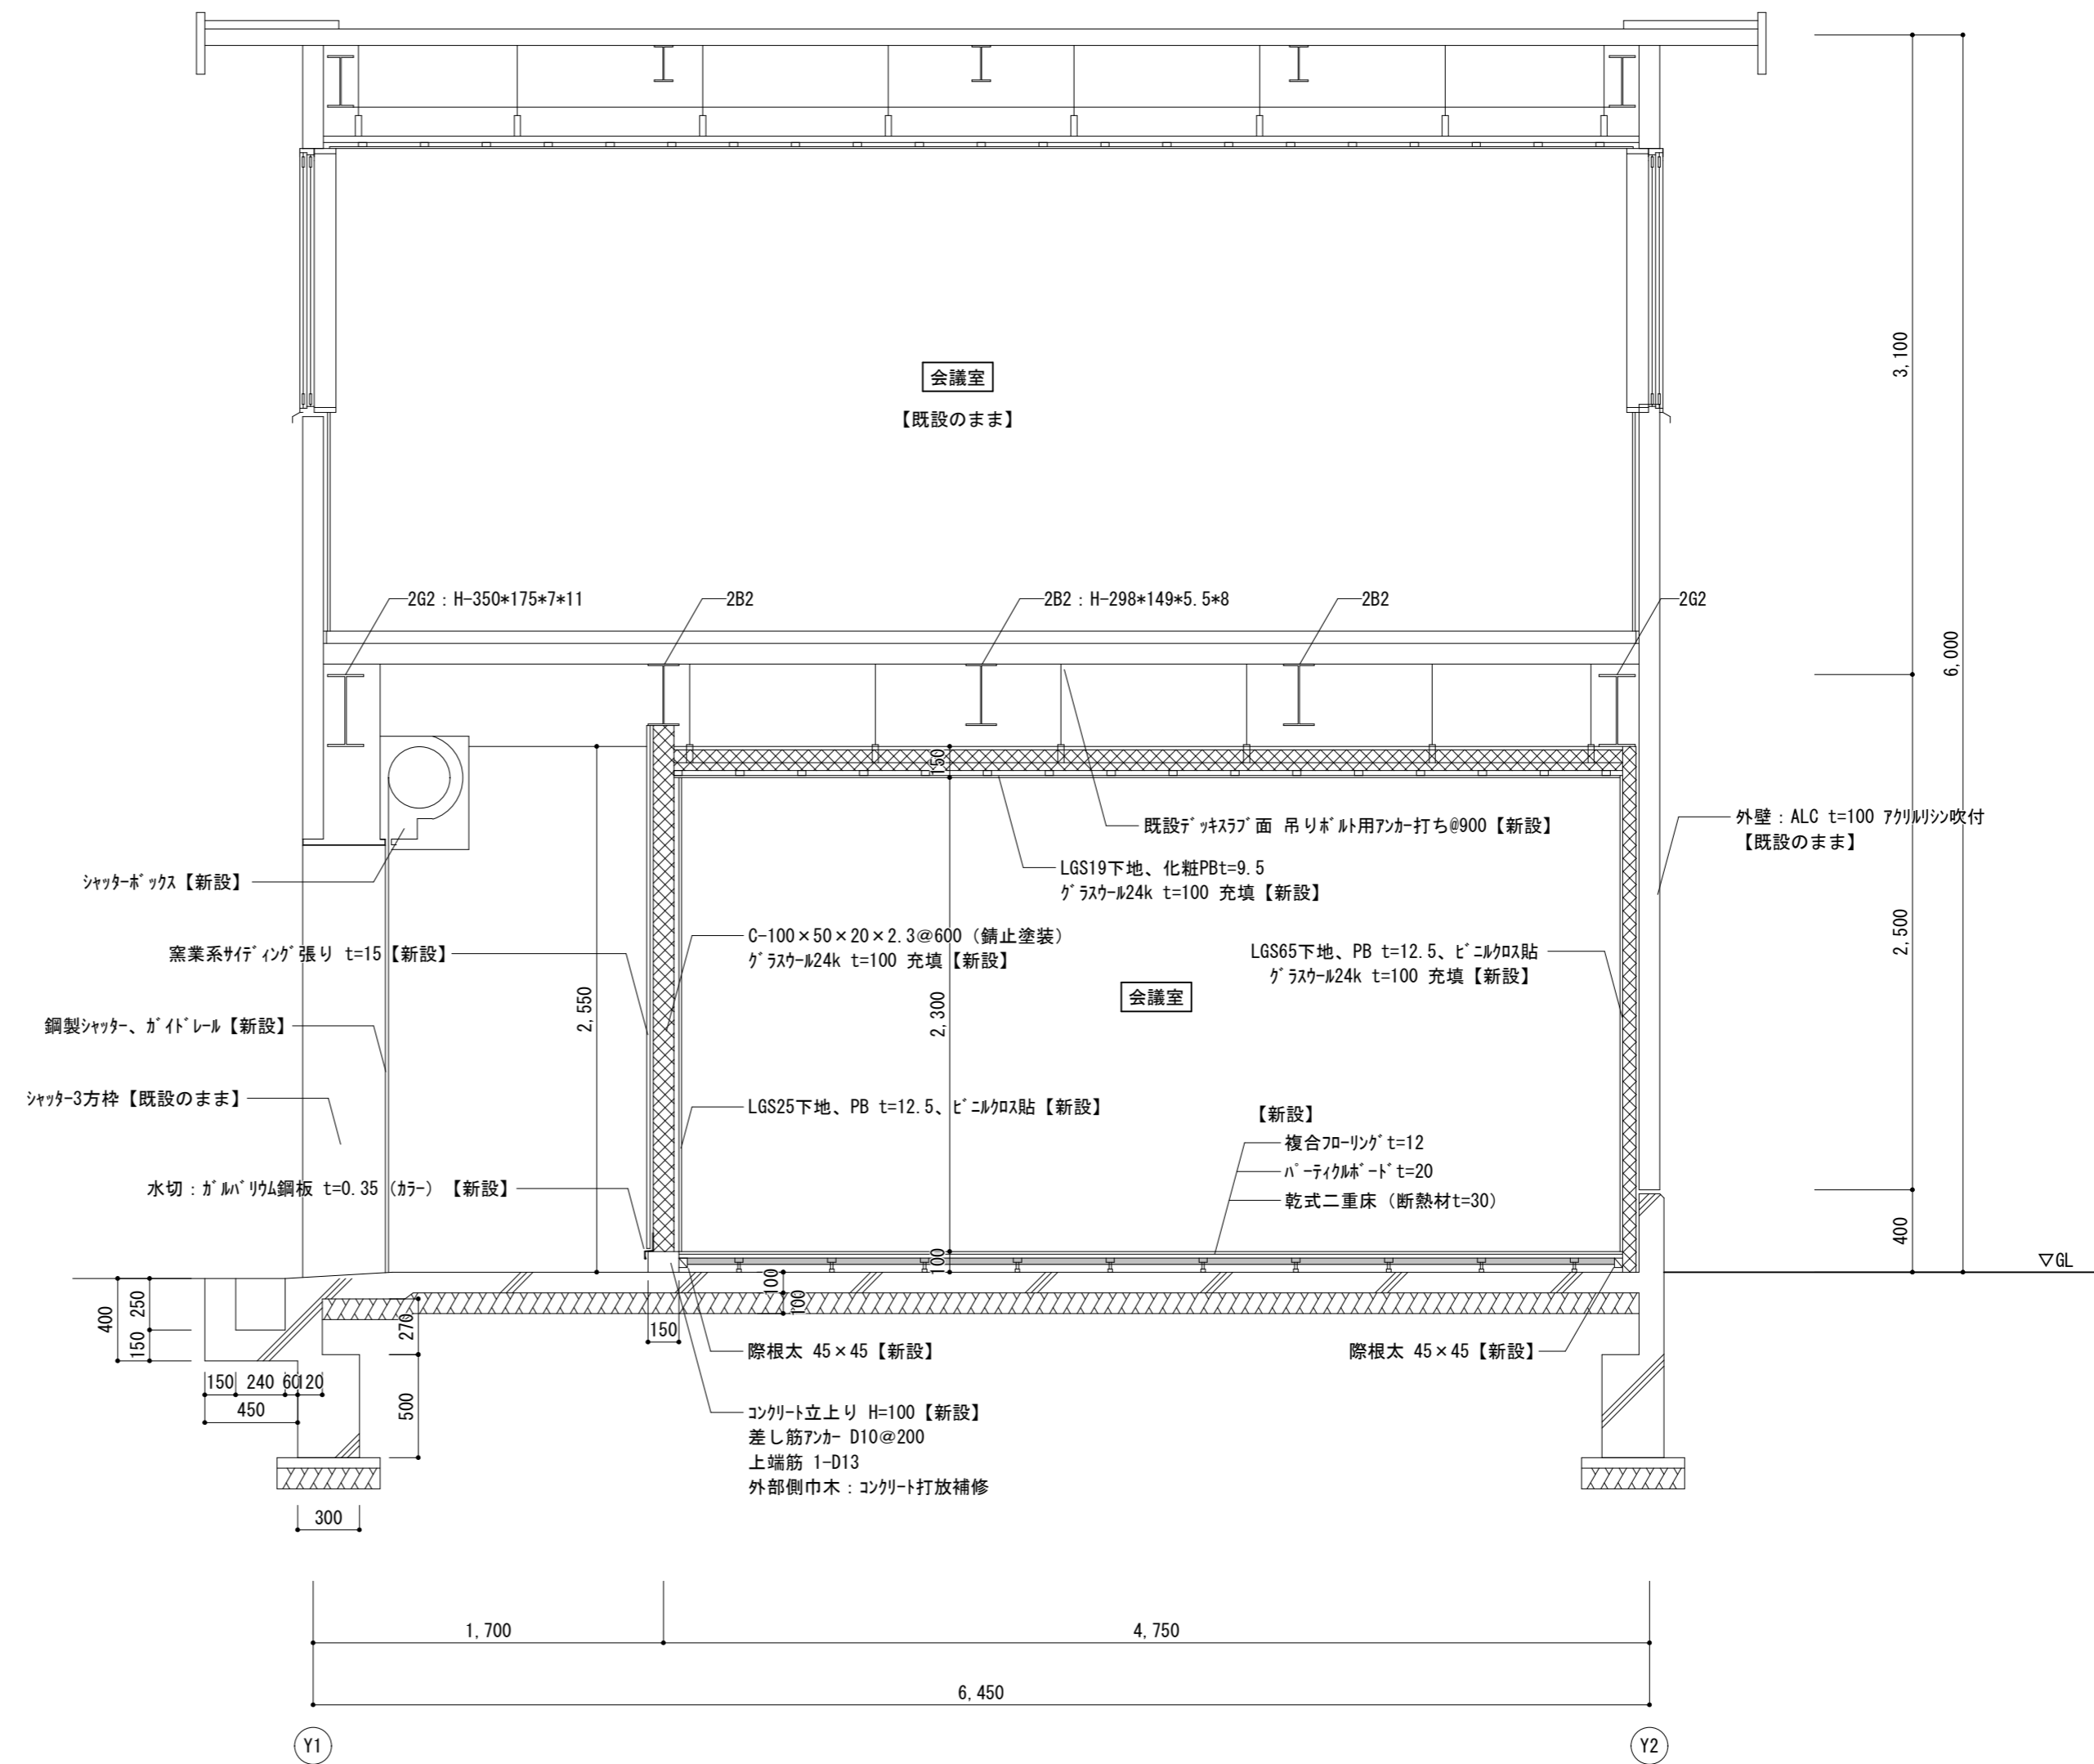 3,100
6,000
会議室
【既設のまま】
2G2：H-350*175*7*11
2B2
2B2：H-298*149*5.5*8
2B2
2G2
150
既設ﾃﾞｯｷｽﾗﾌﾞ面 吊りﾎﾞﾙﾄ用ｱﾝｶｰ打ち@900【新設】
外壁：ALC t=100 ｱｸﾘﾙﾘｼﾝ吹付
【既設のまま】
LGS19下地、化粧PBt=9.5
ｸﾞﾗｽｳｰﾙ24k t=100 充填【新設】
ｼｬｯﾀｰﾎﾞｯｸｽ【新設】
C-100×50×20×2.3@600（錆止塗装）
ｸﾞﾗｽｳｰﾙ24k t=100 充填【新設】
窯業系ｻｲﾃﾞｨﾝｸﾞ張り t=15【新設】
LGS65下地、PB t=12.5、ﾋﾞﾆﾙｸﾛｽ貼
ｸﾞﾗｽｳｰﾙ24k t=100 充填【新設】
2,500
会議室
2,550
2,300
鋼製ｼｬｯﾀｰ、ｶﾞｲﾄﾞﾚｰﾙ【新設】
ｼｬｯﾀｰ3方枠【既設のまま】
LGS25下地、PB t=12.5、ﾋﾞﾆﾙｸﾛｽ貼【新設】
【新設】
複合ﾌﾛｰﾘﾝｸﾞt=12
ﾊﾟｰﾃｨｸﾙﾎﾞｰﾄﾞt=20
乾式二重床（断熱材t=30）
水切：ｶﾞﾙﾊﾞﾘｳﾑ鋼板 t=0.35（ｶﾗｰ）【新設】
400
▽GL
100
100
100
400
250
150
270
150
際根太 45×45【新設】
際根太 45×45【新設】
150
240
60
120
450
500
ｺﾝｸﾘｰﾄ立上り H=100【新設】
差し筋ｱﾝｶｰ D10@200
上端筋 1-D13
外部側巾木：ｺﾝｸﾘｰﾄ打放補修
300
1,700
4,750
6,450
Y1
Y2